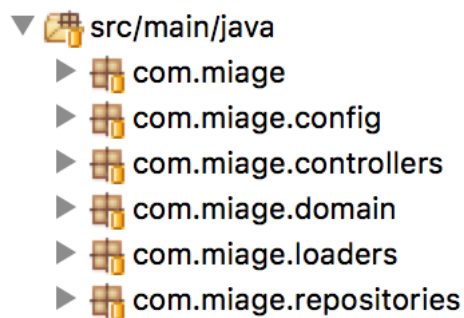 src/main/java
com.miage
com.miage.config
com.miage.controllers
com.miage.domain
com.miage.loaders
com.miage.repositories